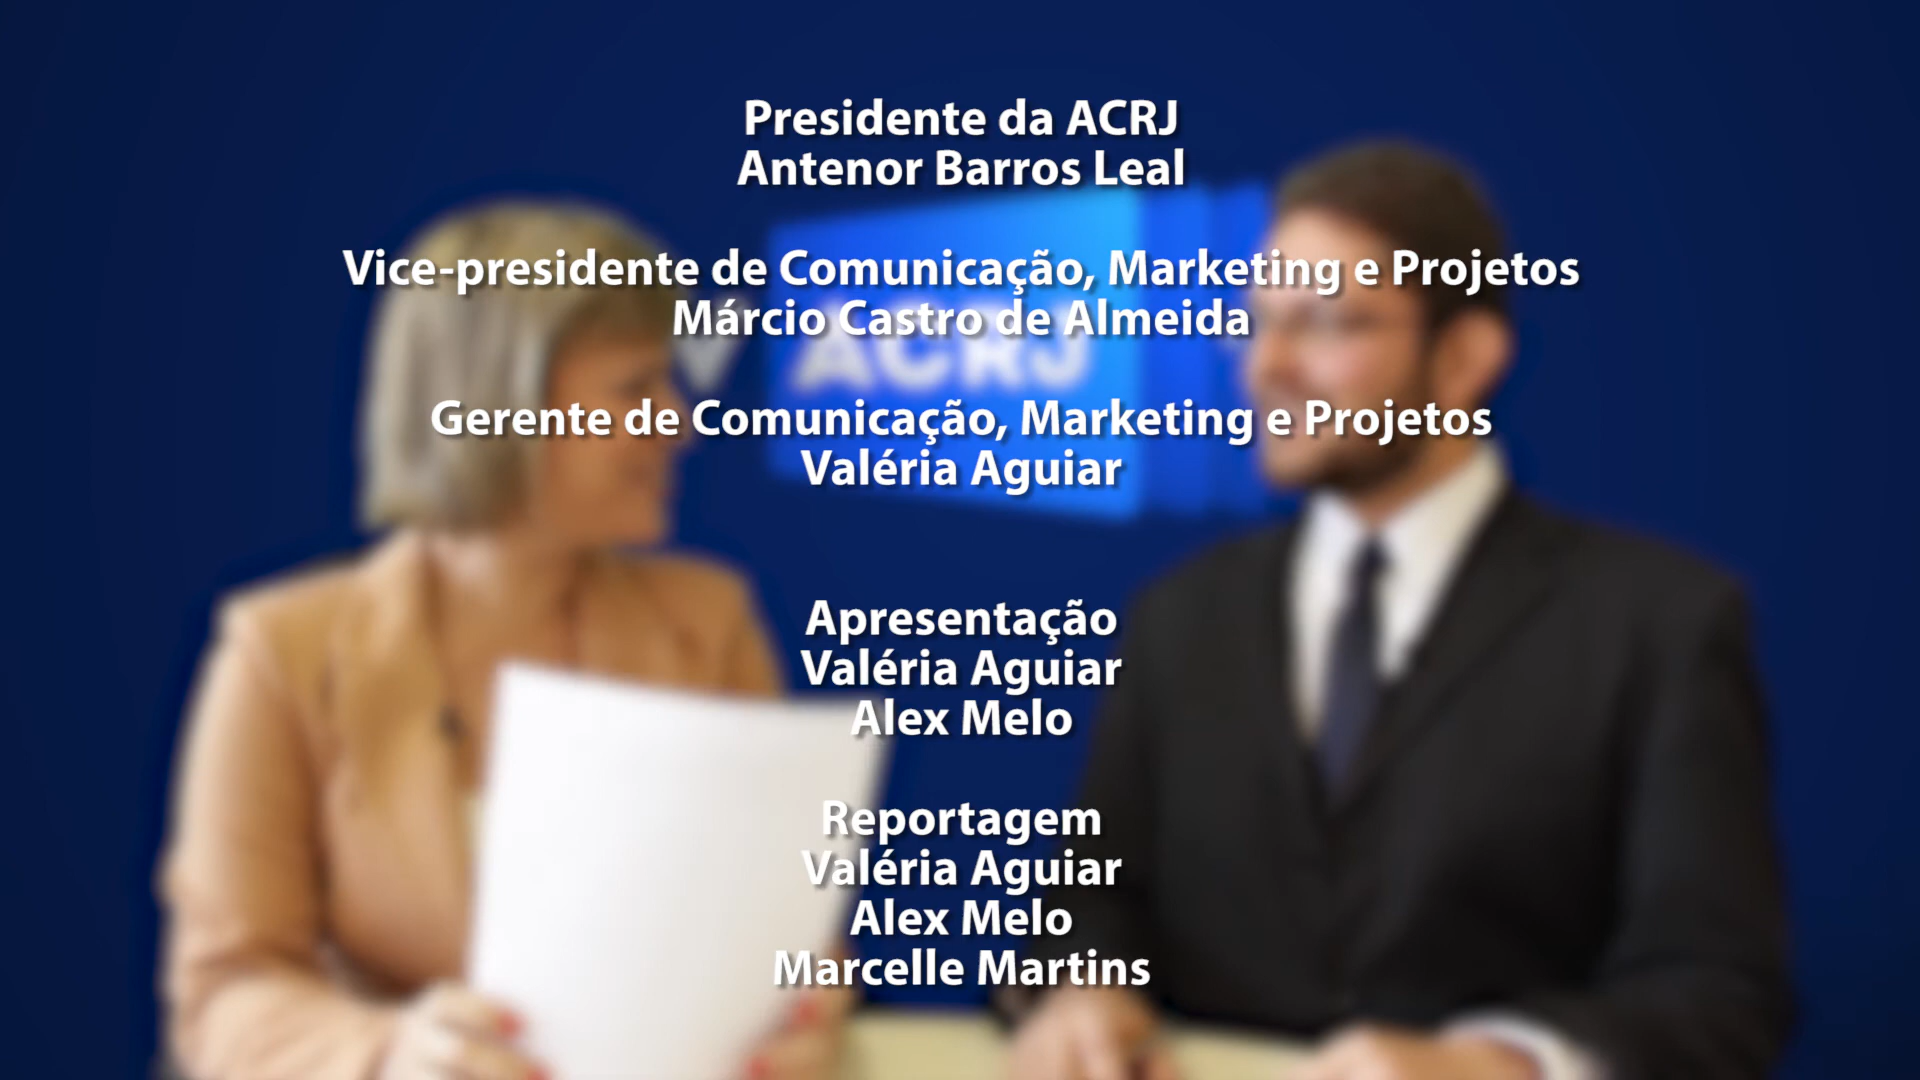 Presidente da ACRJ
Antenor Barros Leal
Vice-presidente de Comunicação, Marketing e Projetos
Márcio Castro de Almeida
ACRJ
Gerente de Comunicação, Marketing e Projetos
Valéria Aguiar
Apresentação
Valéria Aguiar
Alex Melo
Reportagem
Valéria Aguiar
Alex Melo
Marcelle Martins